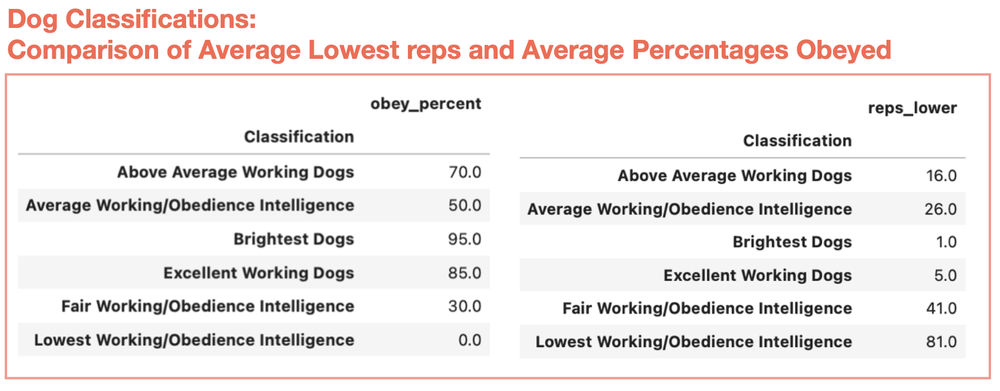 Dog Classifications:
Comparison of Average Lowest reps and Average Percentages Obeyed
obey_percent
Classification
Above Average Working Dogs 70.0
Average Working/Obedience Intelligence 50.0
Brightest Dogs 95.0
Excellent Working Dogs 85.0
Fair Working/Obedience Intelligence 30.0
Lowest Working/Obedience Intelligence 0.0
reps_lower
Classification
Above Average Working Dogs 16.0
Average Working/Obedience Intelligence 26.0
Brightest Dogs 1.0
Excellent Working Dogs 5.0
Fair Working/Obedience Intelligence 41.0
Lowest Working/Obedience Intelligence 81.0